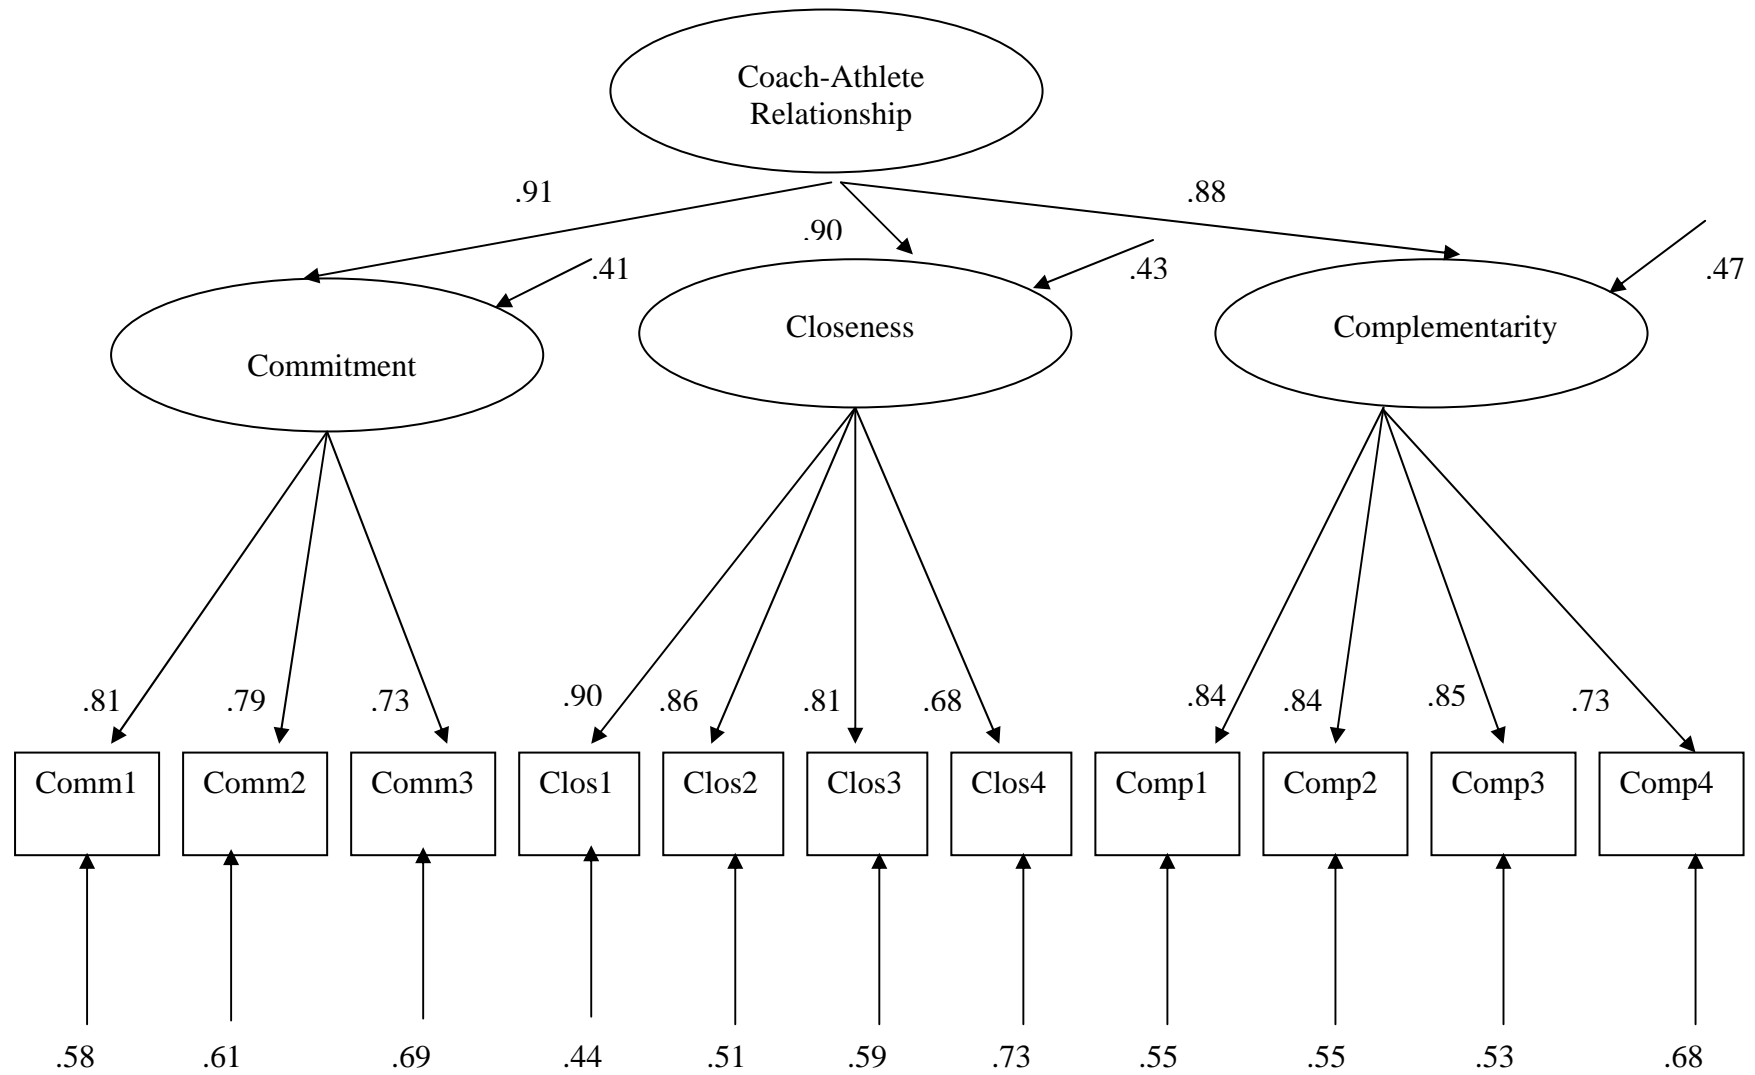 Coach-Athlete
Relationship
.91
.88
.90
.41
.43
.47
Commitment
Closeness
Complementarity
.81
.79
.73
.90
.86
.81
.68
.84
.84
.85
.73
Comm1
Comm2
Comm3
Clos1
Clos2
Clos3
Clos4
Comp1
Comp2
Comp3
Comp4
.58
.61
.69
.44
.51
.59
.73
.55
.55
.53
.68